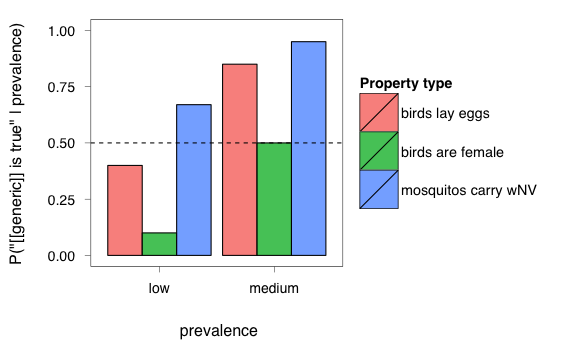 P("[[generic]] is true" | prevalence)
1.00
0.75
0.50
0.25
0.00
low
medium
prevalence
Property type
birds lay eggs
birds are female
mosquitos carry wNV